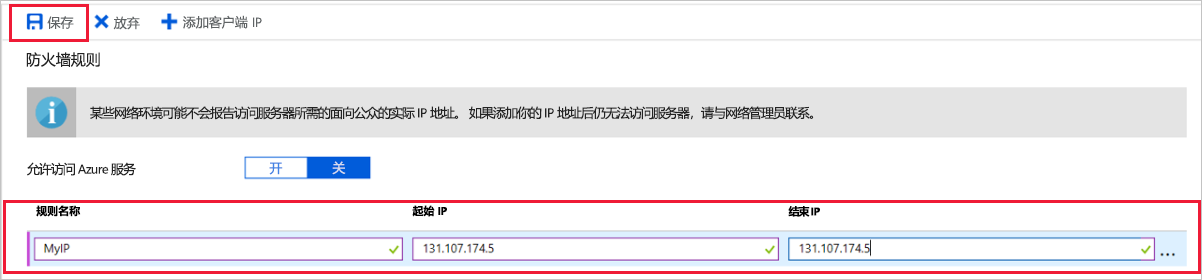 保存 放弃 添加客户端 IP
防火墙规则
某些网络环境可能不会报告访问服务器所需的面向公众的实际 IP 地址。 如果添加你的 IP 地址后仍无法访问服务器，请与网络管理员联系。
允许访问 Azure 服务 开 关
规则名称 起始 IP 结束IP
MyIP 131.107.174.5 131.107.174.5 ...